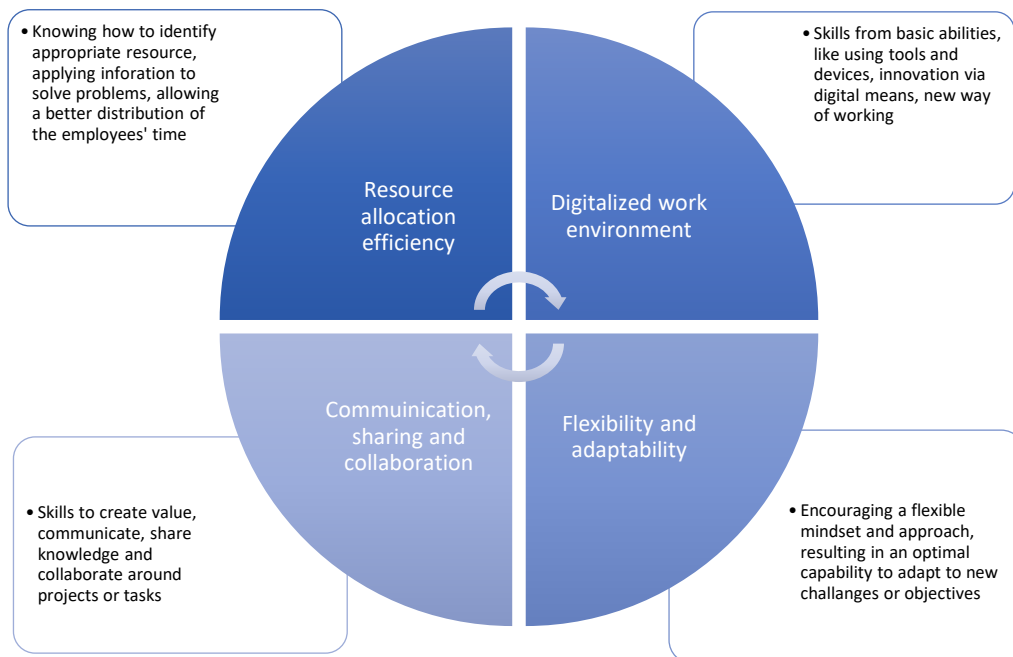 • Knowing how to identify
appropriate resource,
applying inforation to
solve problems, allowing
a better distribution of
the employees' time
• Skills from basic abilities,
like using tools and
devices, innovation via
digital means, new way
of working
Resource
allocation
efficiency
Digitalized work
environment
Commuinication,
sharing and
collaboration
Flexibility and
adaptability
• Skills to create value,
communicate, share
knowledge and
collaborate around
projects or tasks
• Encouraging a flexible
mindset and approach,
resulting in an optimal
capability to adapt to new
challanges or objectives